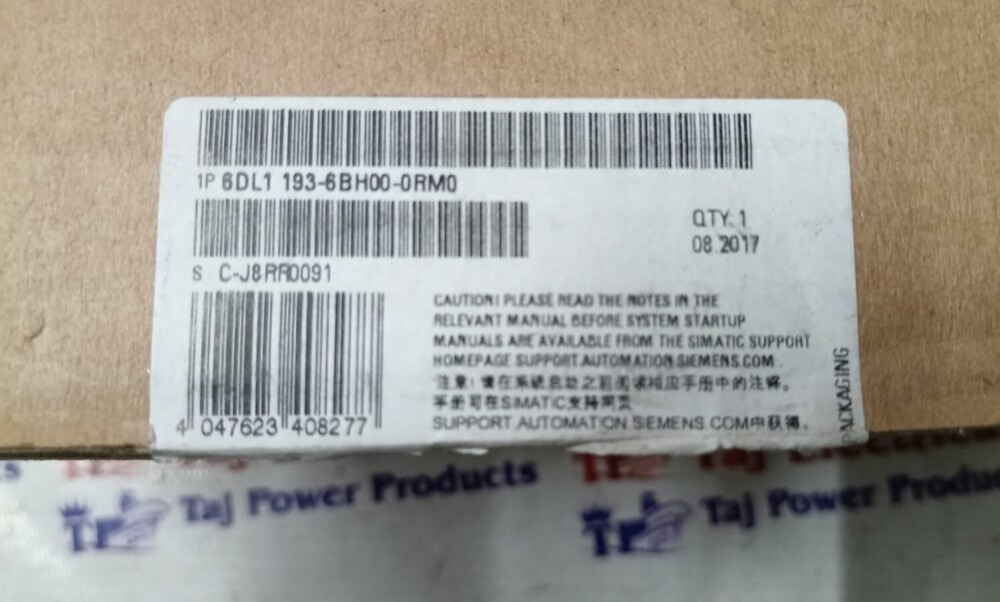 1P 6DL1 193-6BH00-0RM0
QTY. 1
08.2017
S C-J8RR0091
CAUTION! PLEASE READ THE NOTES IN THE
RELEVANT MANUAL BEFORE SYSTEM STARTUP
MANUALS ARE AVAILABLE FROM THE SIMATIC SUPPORT
HOMEPAGE SUPPORT.AUTOMATION.SIEMENS.COM.
注意! 请在系统启动之前阅读相应手册中的注释。
手册可在SIMATIC支持网页
SUPPORT.AUTOMATION.SIEMENS.COM中获得。
PACKAGING
4 047623 408277
Taj Power Products
Taj Power